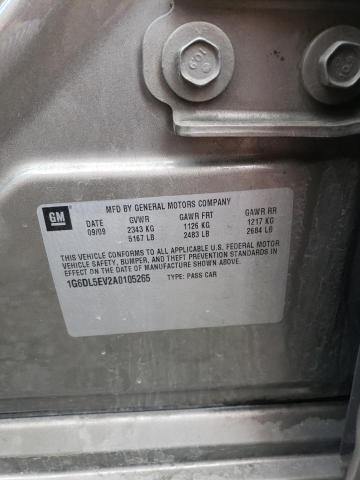 GM
MFD BY GENERAL MOTORS COMPANY
DATE GVWR GAWR FRT GAWR RR
09/09 2343 KG 1126 KG 1217 KG
5167 LB 2483 LB 2684 LB
THIS VEHICLE CONFORMS TO ALL APPLICABLE U.S. FEDERAL MOTOR
VEHICLE SAFETY, BUMPER, AND THEFT PREVENTION STANDARDS IN
EFFECT ON THE DATE OF MANUFACTURE SHOWN ABOVE.
1G6DL5EV2A0105265 TYPE: PASS CAR